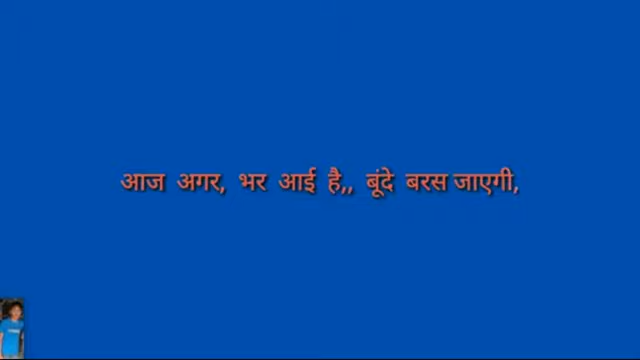 आज अगर, भर आई है,, बूंदे बरस जाएगी,